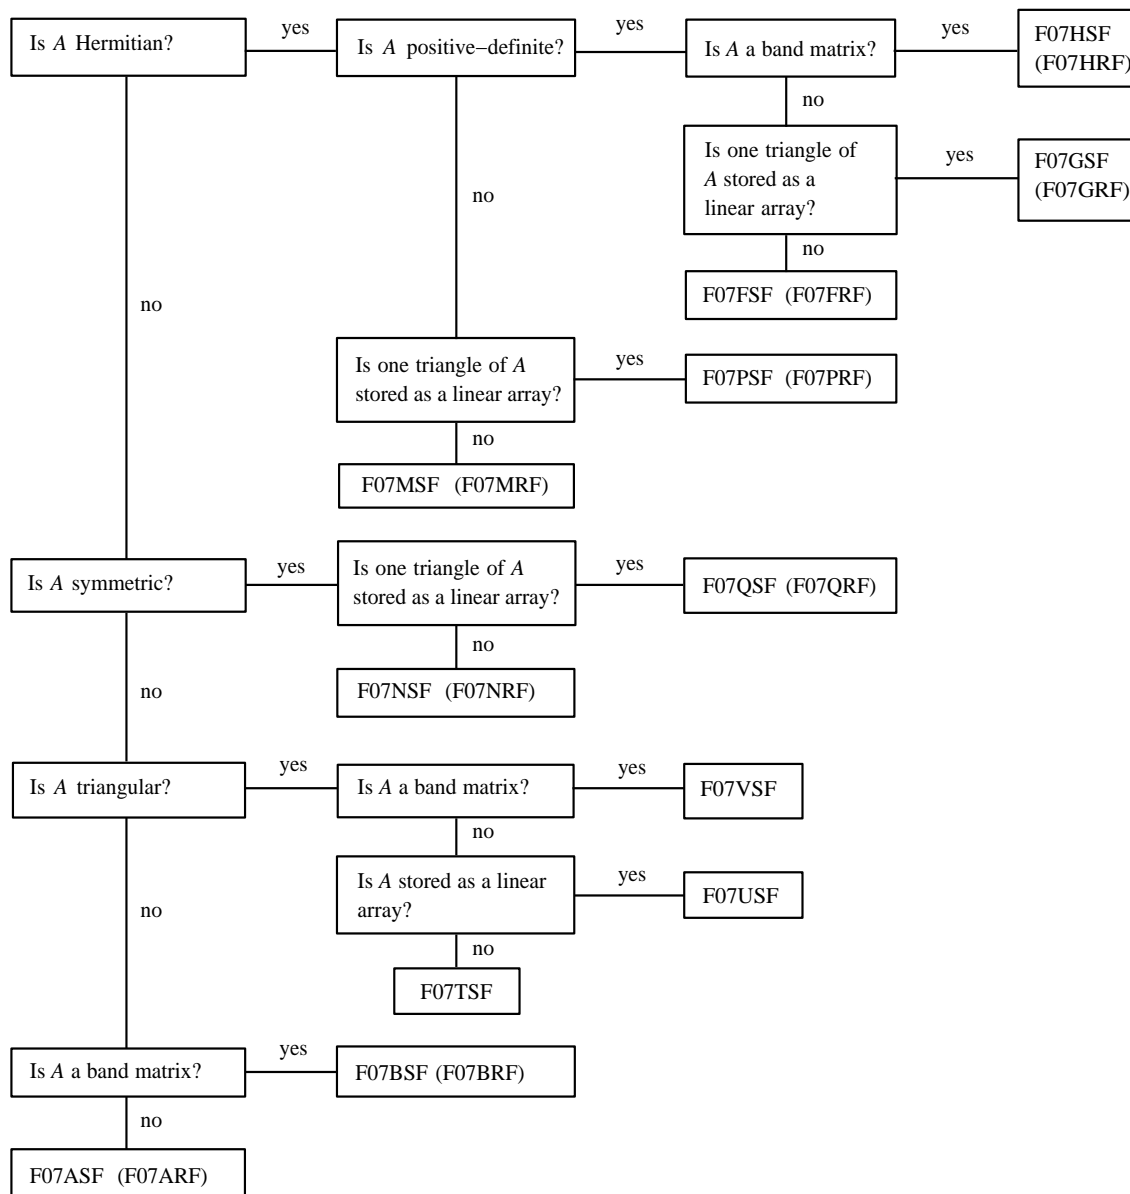 Is A Hermitian?
yes
Is A positive–definite?
yes
Is A a band matrix?
yes
F07HSF
(F07HRF)
no
Is one triangle of
A stored as a
linear array?
yes
F07GSF
(F07GRF)
no
no
F07FSF (F07FRF)
no
Is one triangle of A
stored as a linear array?
yes
F07PSF (F07PRF)
no
F07MSF (F07MRF)
Is A symmetric?
yes
Is one triangle of A
stored as a linear array?
yes
F07QSF (F07QRF)
no
F07NSF (F07NRF)
no
Is A triangular?
yes
Is A a band matrix?
yes
F07VSF
no
Is A stored as a linear
array?
yes
F07USF
no
no
F07TSF
Is A a band matrix?
yes
F07BSF (F07BRF)
no
F07ASF (F07ARF)